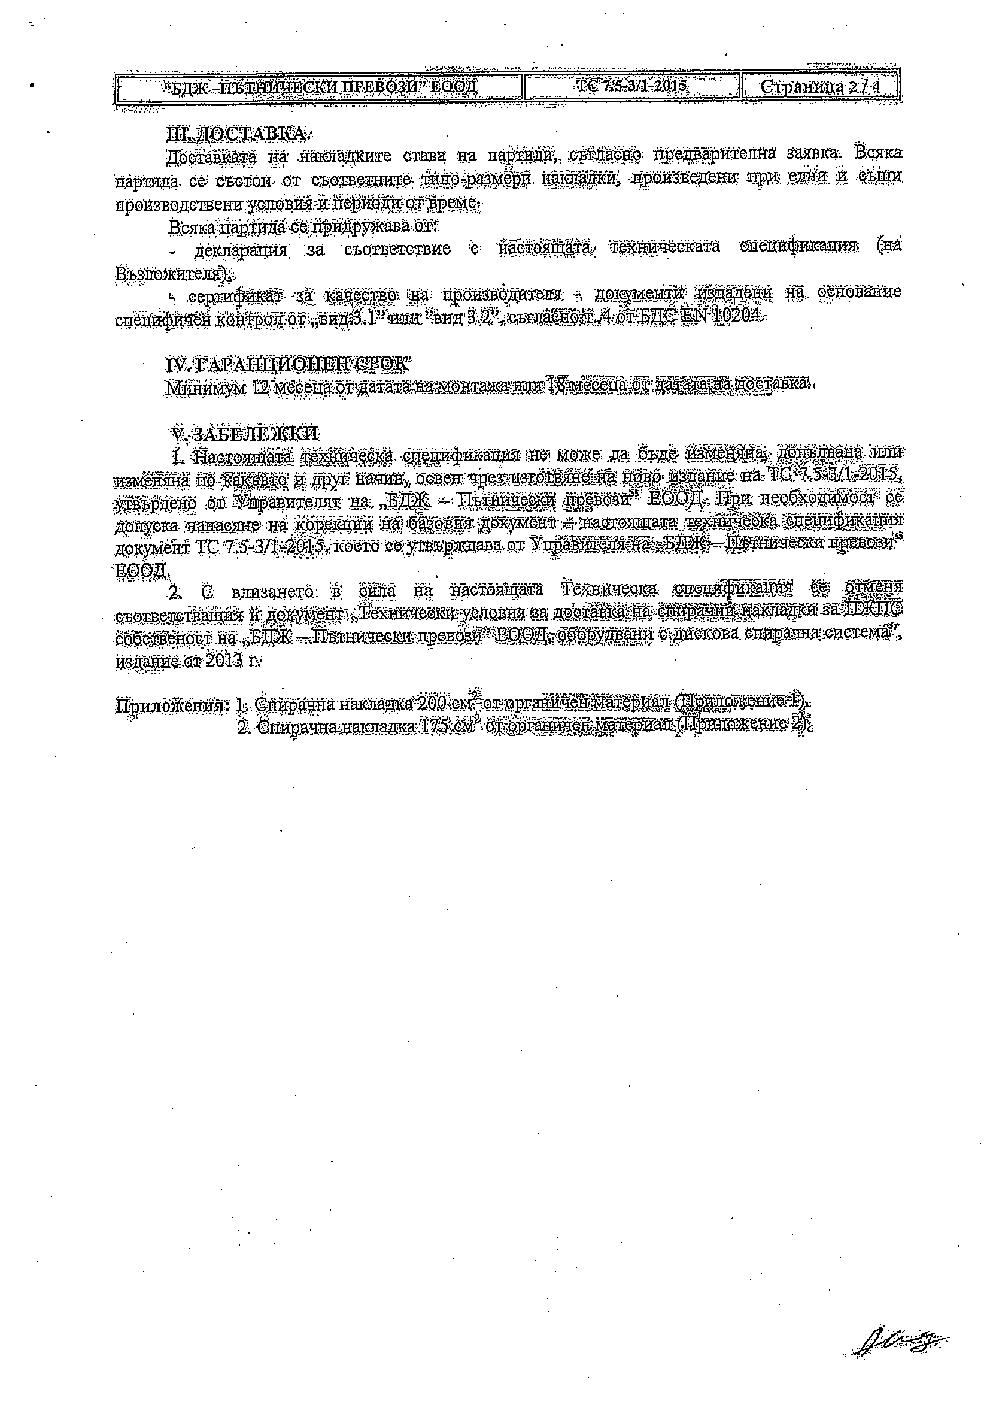 "БДЖ – ПЪТНИЧЕСКИ ПРЕВОЗИ" ЕООД ТС 7.5-3/1-2015 Страница 2 / 4
III. ДОСТАВКА
Доставката на накладките става на партиди, съгласно предварителна заявка. Всяка
партида се състои от съответните типо-размери накладки, произведени при едни и същи
производствени условия и периоди от време.
Всяка партида се придружава от:
- декларация за съответствие с настоящата техническата спецификация (на
Възложителя),
- сертификат за качество на производителя – документи издадени на основание
специфичен контрол от „вид 3.1” или "вид 3.2”, съгласно т.4 от БДС EN 10204.
IV. ГАРАНЦИОНЕН СРОК
Минимум 12 месеца от датата на монтажа или 18 месеца от датата на доставка.
V. ЗАБЕЛЕЖКИ
1. Настоящата техническа спецификация не може да бъде изменяна, допълвана или
изменяна по какъвто и друг начин, освен чрез изготвяне на ново издание на ТС 7.5-3/1-2015,
утвърдено от Управителят на „БДЖ – Пътнически превози” ЕООД. При необходимост се
допуска нанасяне на корекции на базовия документ – настоящата техническа спецификация
документ ТС 7.5-3/1-2015, което се утвърждава от Управителя на „БДЖ – Пътнически превози”
ЕООД.
2. С влизането в сила на настоящата Техническа спецификация се отменя
съответстващия ѝ документ „Технически условия за доставка на спирачни накладки за ПЖПС
собственост на „БДЖ – Пътнически превози” ЕООД, оборудвани с дискова спирачна система”,
издание от 2013 г.
Приложения: 1. Спирачна накладка 200 см² от органичен материал (Приложение 1).
2. Спирачна накладка 175 см² от органичен материал (Приложение 2).